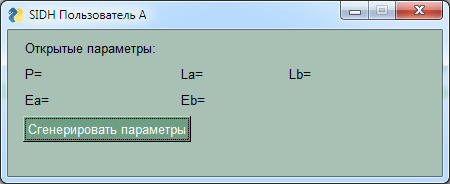 SIDH Пользователь A
Открытые параметры:
P= La= Lb=
Ea= Eb=
Сгенерировать параметры